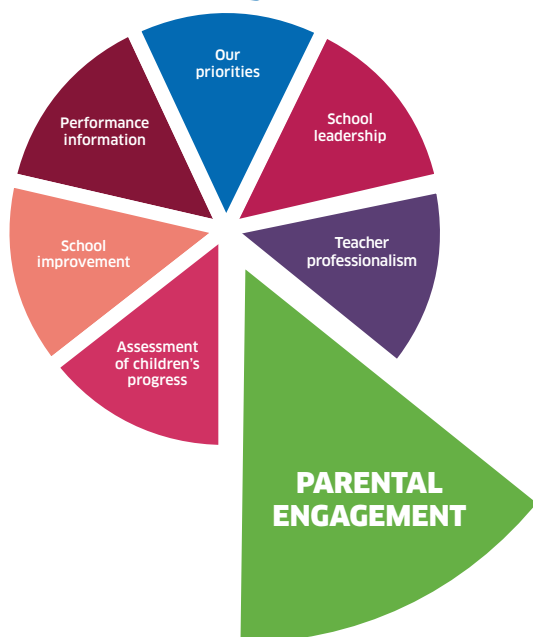 Our
priorities
School
leadership
Teacher
professionalism
PARENTAL
ENGAGEMENT
Assessment
of children's
progress
School
improvement
Performance
information